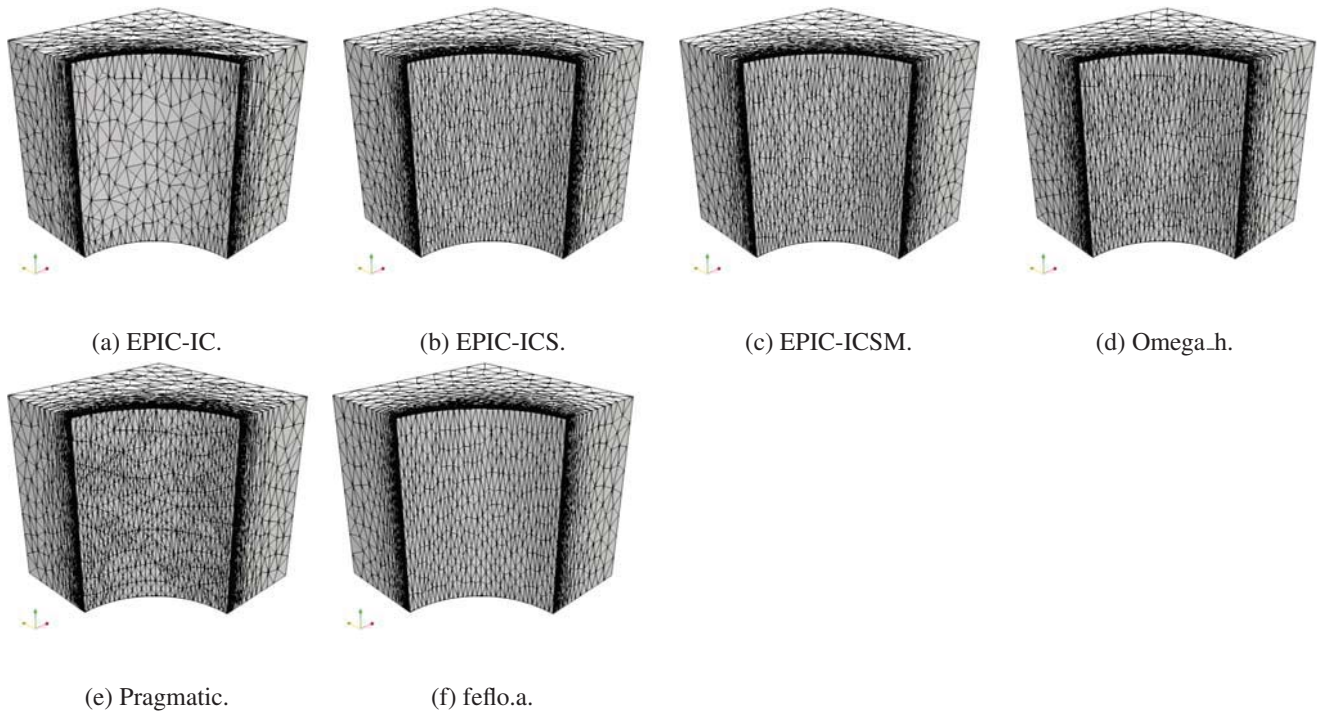 (a) EPIC-IC.
(b) EPIC-ICS.
(c) EPIC-ICSM.
(d) Omega_h.
(e) Pragmatic.
(f) feflo.a.